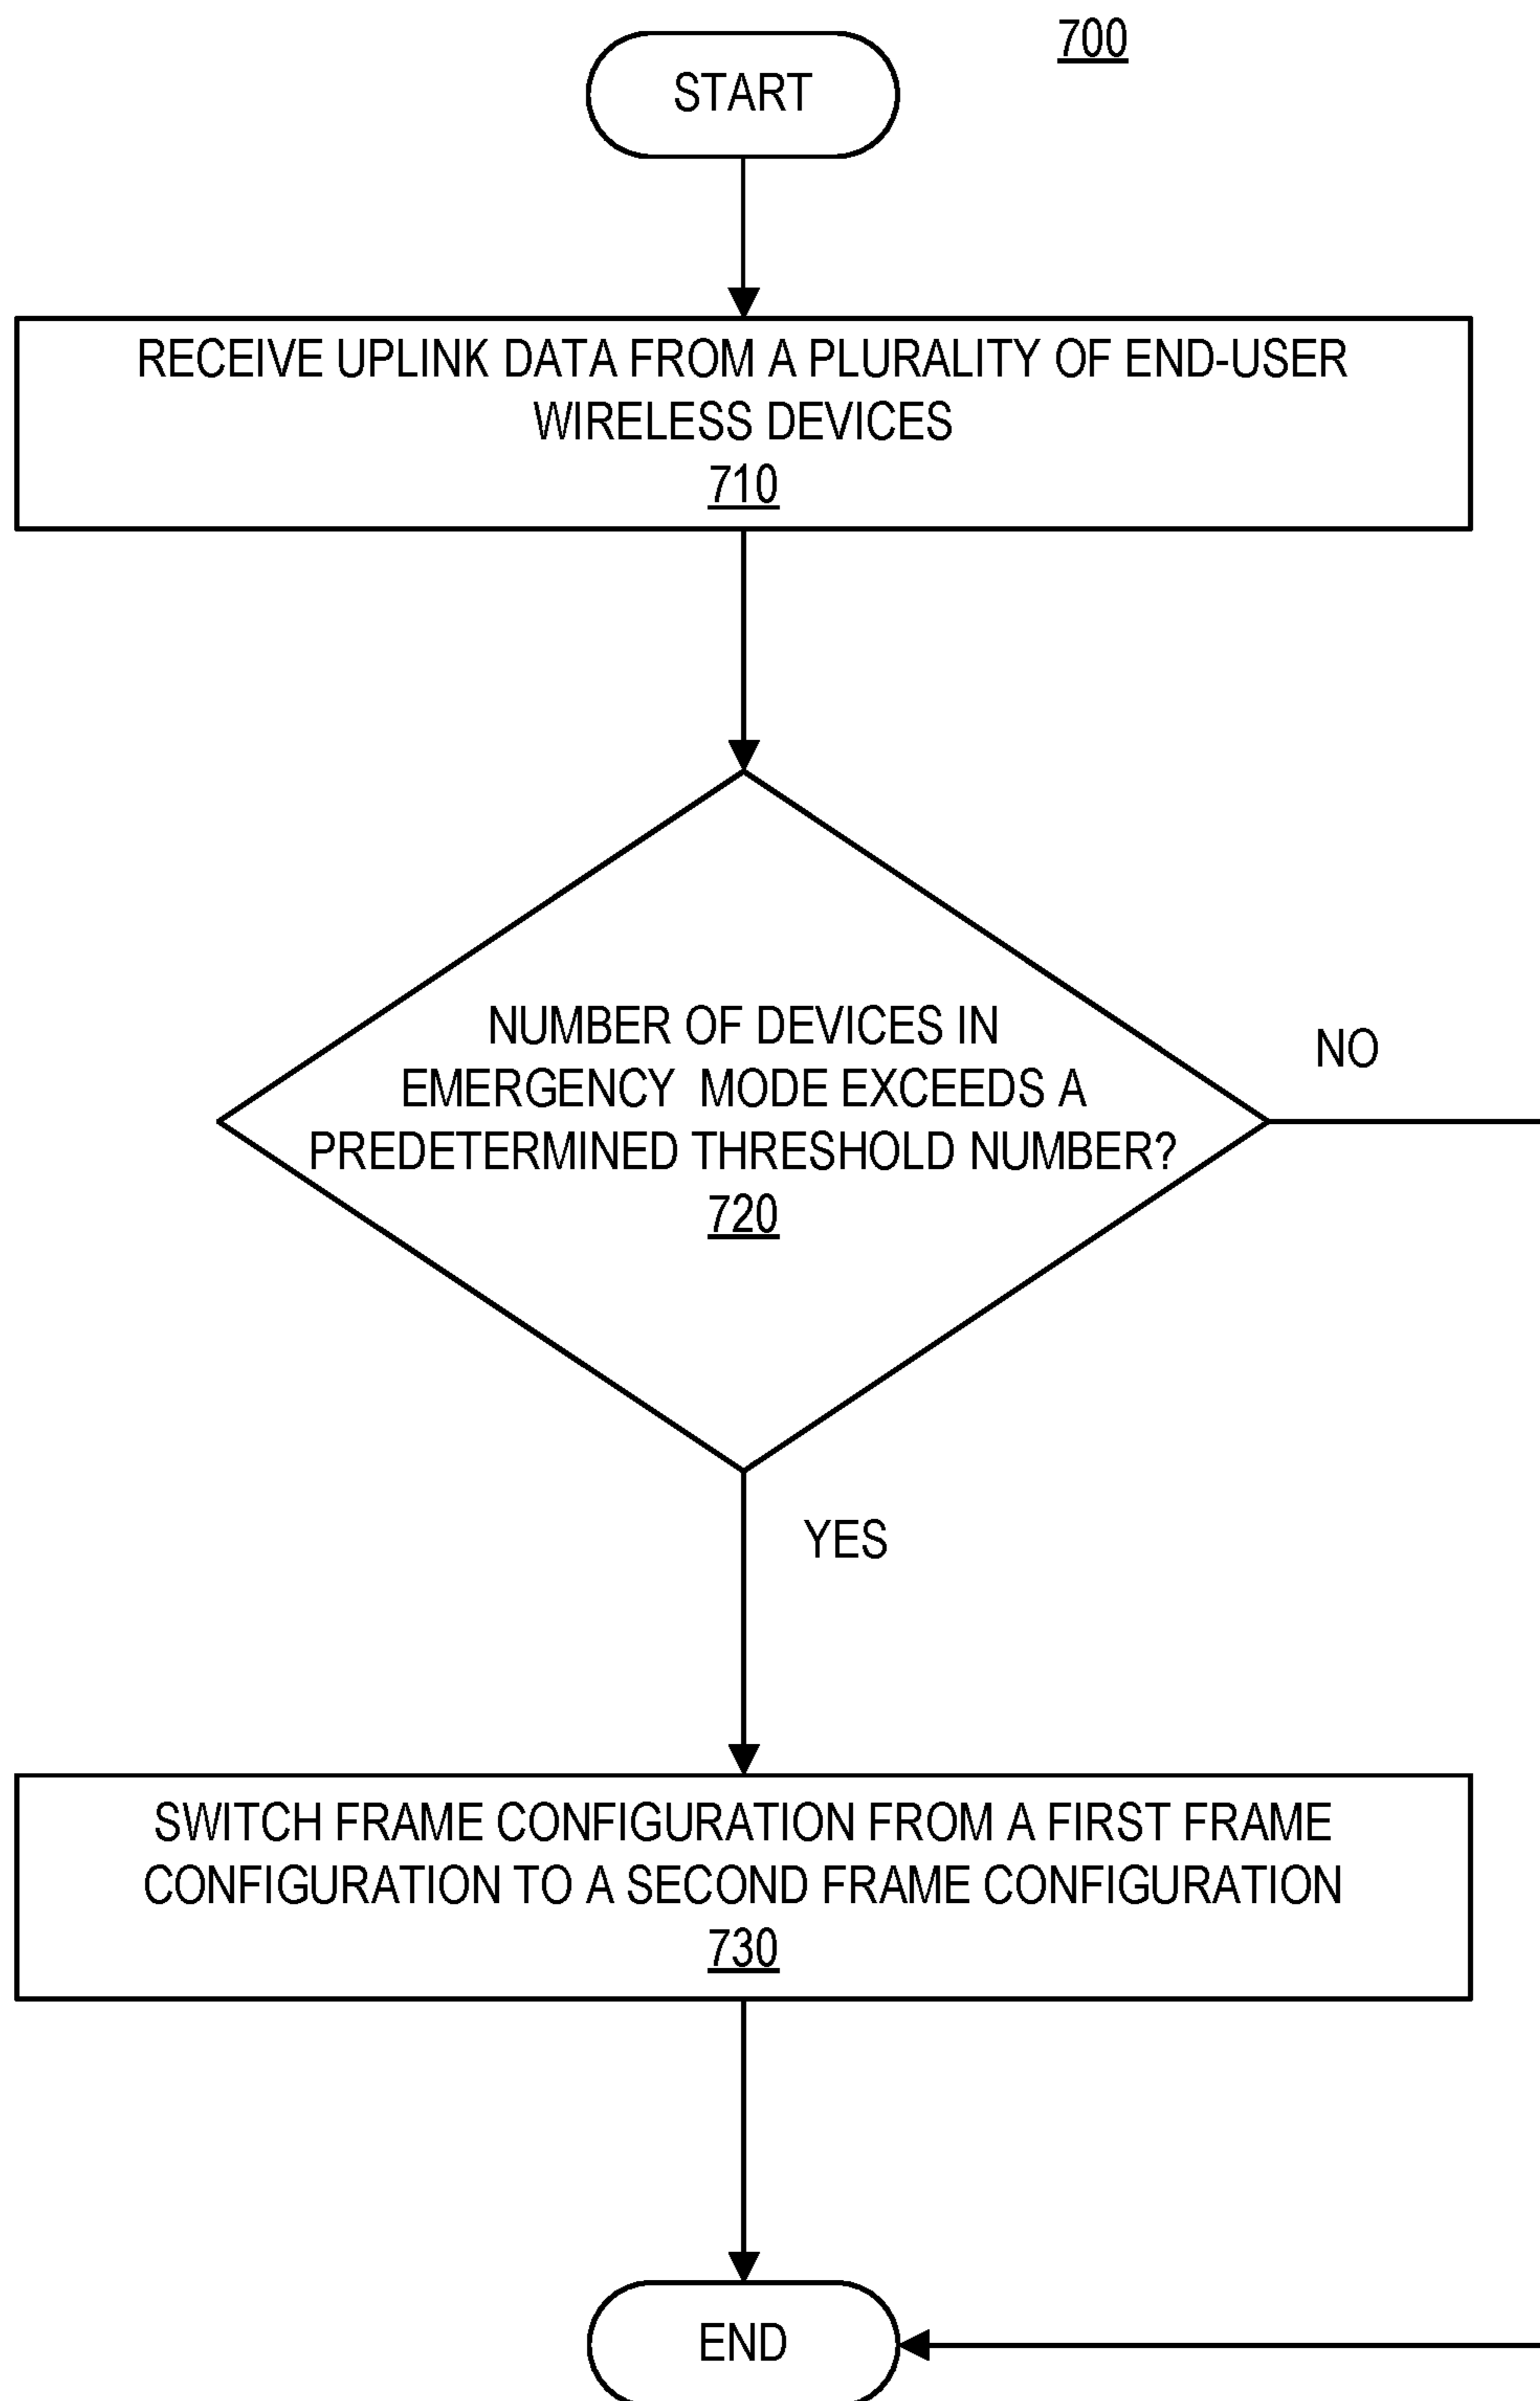 700
START
RECEIVE UPLINK DATA FROM A PLURALITY OF END-USER
WIRELESS DEVICES
710
NUMBER OF DEVICES IN
EMERGENCY MODE EXCEEDS A
PREDETERMINED THRESHOLD NUMBER?
720
NO
YES
SWITCH FRAME CONFIGURATION FROM A FIRST FRAME
CONFIGURATION TO A SECOND FRAME CONFIGURATION
730
END